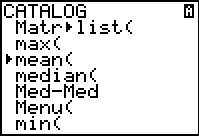 CATALOG A
Matr▶list(
max(
▶mean(
median(
Med-Med
Menu(
min(